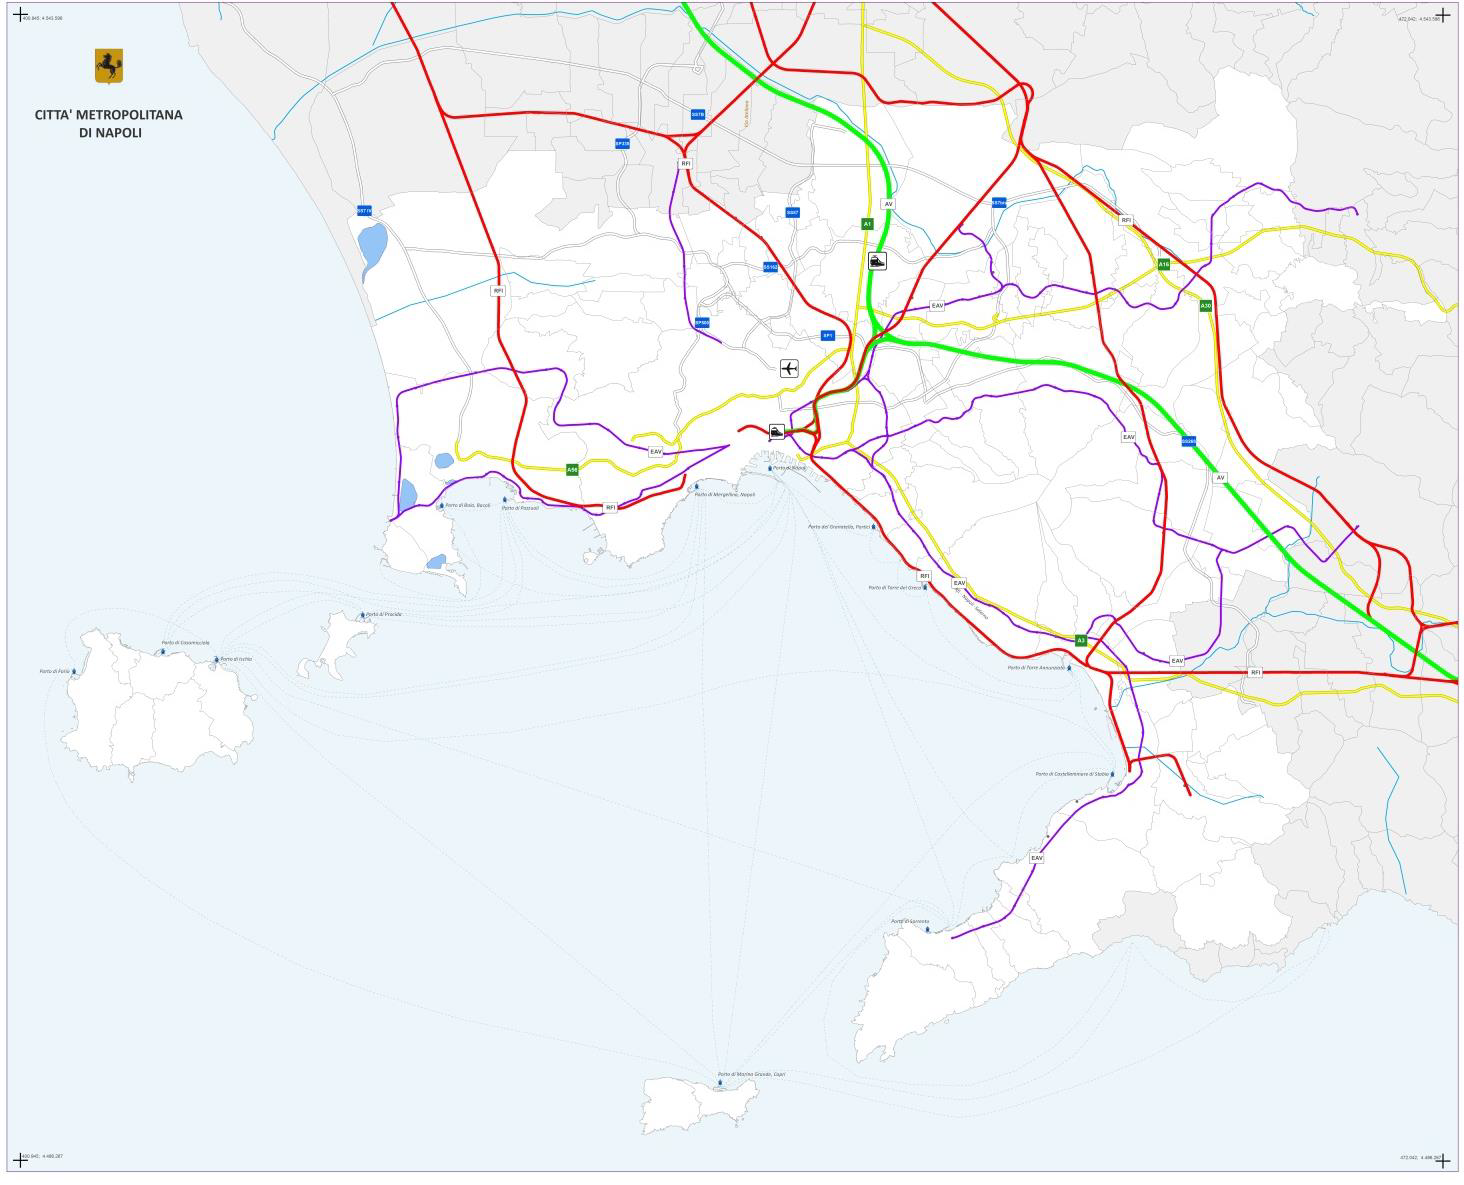 CITTA' METROPOLITANA
DI NAPOLI
SS7B
SP335
RFI
Via Atellana
SS7 IV
SS87
A1
AV
SS7bis
RFI
SS162
A16
RFI
EAV
A30
SP500
SP1
EAV
SS268
EAV
A56
AV
Porto di Napoli
Porto di Mergellina, Napoli
Porto di Baia, Bacoli
Porto di Pozzuoli
RFI
Porto del Granatello, Portici
RFI
EAV
Porto di Torre del Greco
Porto di Procida
A3
Porto di Casamicciola
Porto di Ischia
Porto di Forio
Porto di Torre Annunziata
EAV
RFI
Porto di Castellammare di Stabia
EAV
Porto di Sorrento
Porto di Marina Grande, Capri